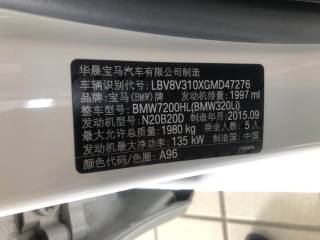 华晨宝马汽车有限公司制造
车辆识别代号: LBV8V310XGMD47276
品牌: 宝马(BMW)牌 发动机排量: 1997 ml
整车型号: BMW7200HL(BMW320Li)
发动机型号: N20B20D 制造年月: 2015.09
最大允许总质量: 1980 kg 乘坐人数: 5 人
发动机最大净功率: 135 kW 制造国: 中国
颜色代码/色: A96